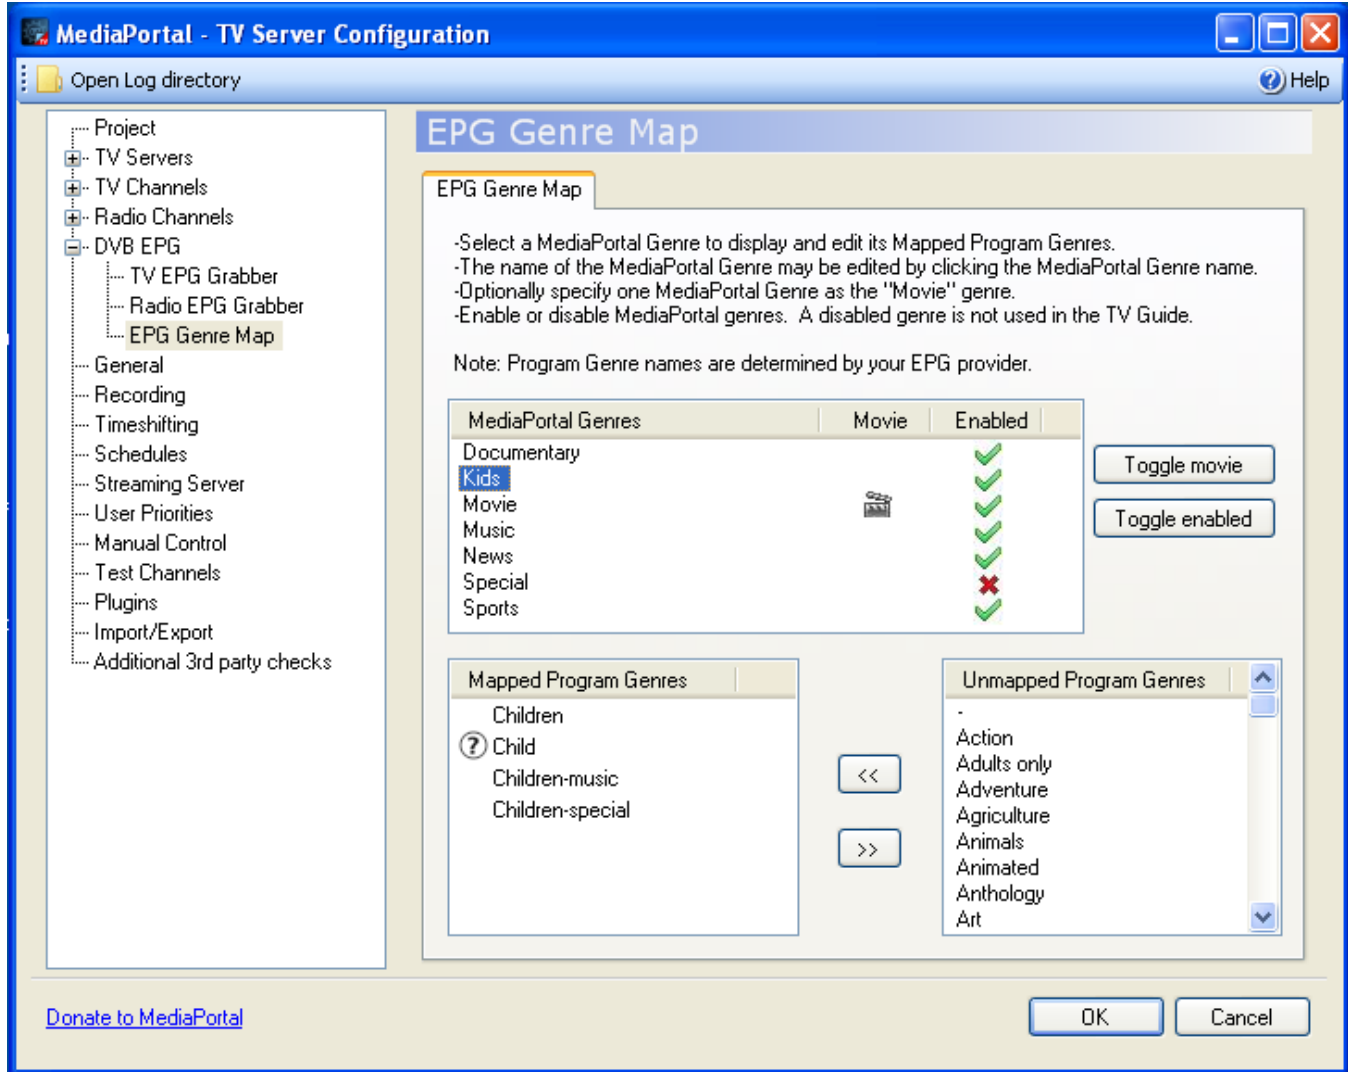 MediaPortal - TV Server Configuration
Open Log directory
Help
Project
TV Servers
TV Channels
Radio Channels
DVB EPG
TV EPG Grabber
Radio EPG Grabber
EPG Genre Map
General
Recording
Timeshifting
Schedules
Streaming Server
User Priorities
Manual Control
Test Channels
Plugins
Import/Export
Additional 3rd party checks
EPG Genre Map
EPG Genre Map
-Select a MediaPortal Genre to display and edit its Mapped Program Genres.
-The name of the MediaPortal Genre may be edited by clicking the MediaPortal Genre name.
-Optionally specify one MediaPortal Genre as the "Movie" genre.
-Enable or disable MediaPortal genres.  A disabled genre is not used in the TV Guide.
Note: Program Genre names are determined by your EPG provider.
MediaPortal Genres Movie Enabled
Documentary
Kids
Movie
Music
News
Special
Sports
Toggle movie
Toggle enabled
Mapped Program Genres
Children
? Child
Children-music
Children-special
<<
>>
Unmapped Program Genres
-
Action
Adults only
Adventure
Agriculture
Animals
Animated
Anthology
Art
Donate to MediaPortal
OK
Cancel